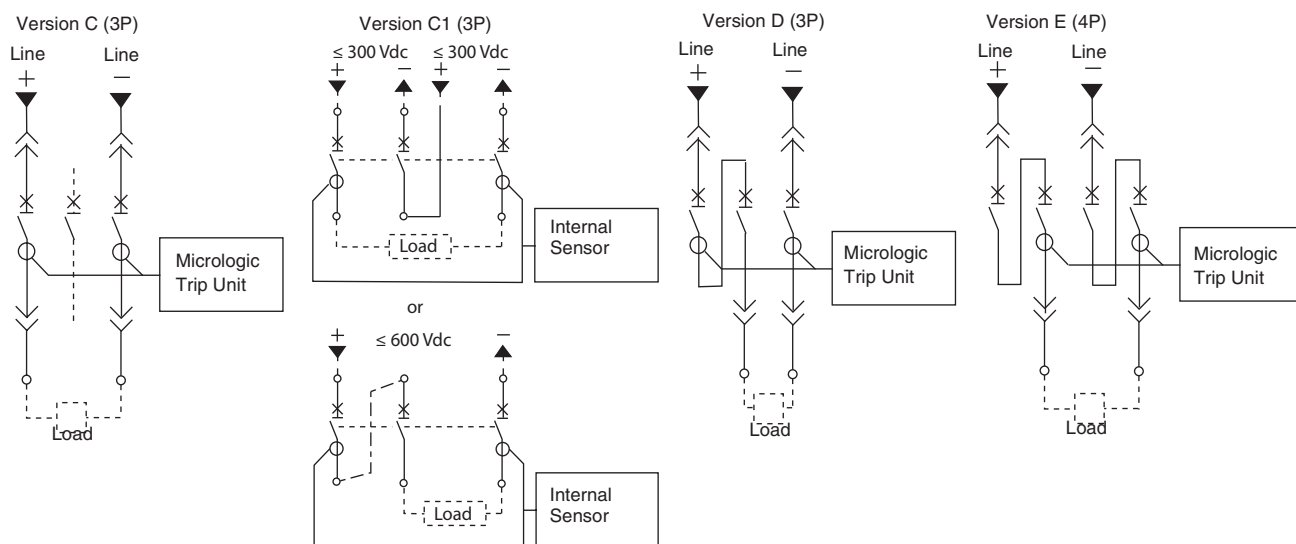 Version C (3P)
Line Line
+ −
Micrologic
Trip Unit
Load
Version C1 (3P)
≤ 300 Vdc ≤ 300 Vdc
+ − + −
Load
Internal
Sensor
or
≤ 600 Vdc
+ −
Load
Internal
Sensor
Version D (3P)
Line Line
+ −
Micrologic
Trip Unit
Load
Version E (4P)
Line Line
+ −
Micrologic
Trip Unit
Load